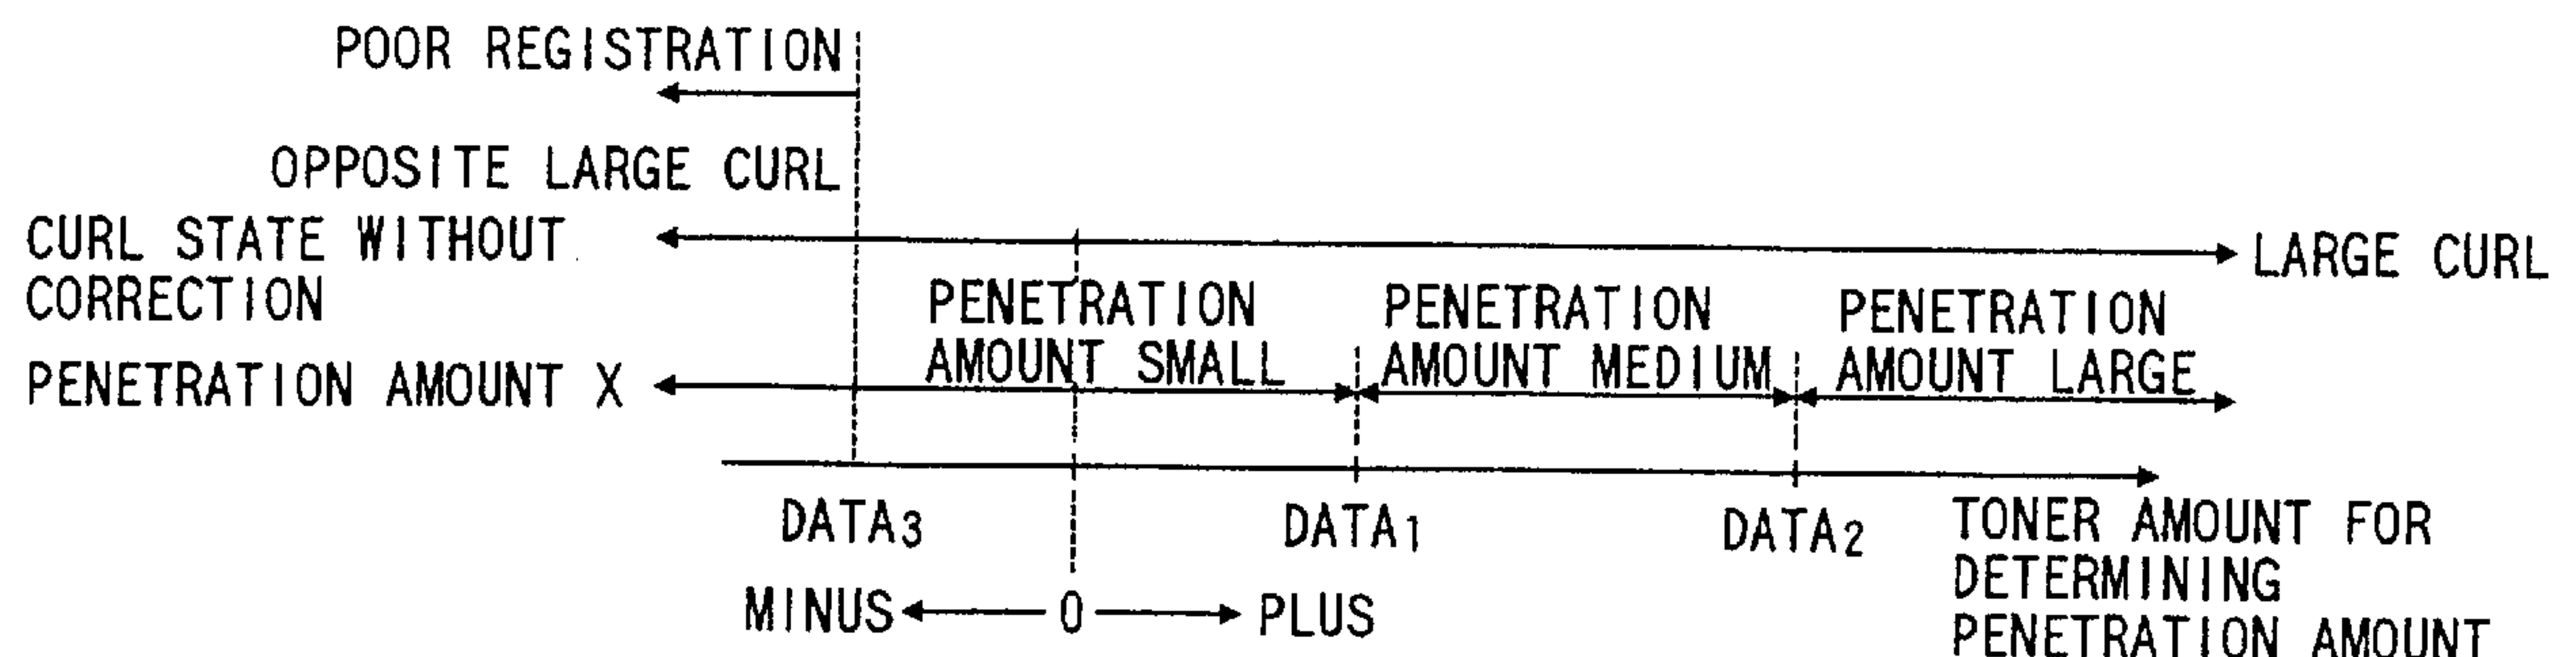 POOR REGISTRATION
OPPOSITE LARGE CURL
CURL STATE WITHOUT
CORRECTION
LARGE CURL
PENETRATION
AMOUNT SMALL
PENETRATION
AMOUNT MEDIUM
PENETRATION
AMOUNT LARGE
PENETRATION AMOUNT X
DATA3
DATA1
DATA2
TONER AMOUNT FOR
DETERMINING
PENETRATION AMOUNT
MINUS
0
PLUS